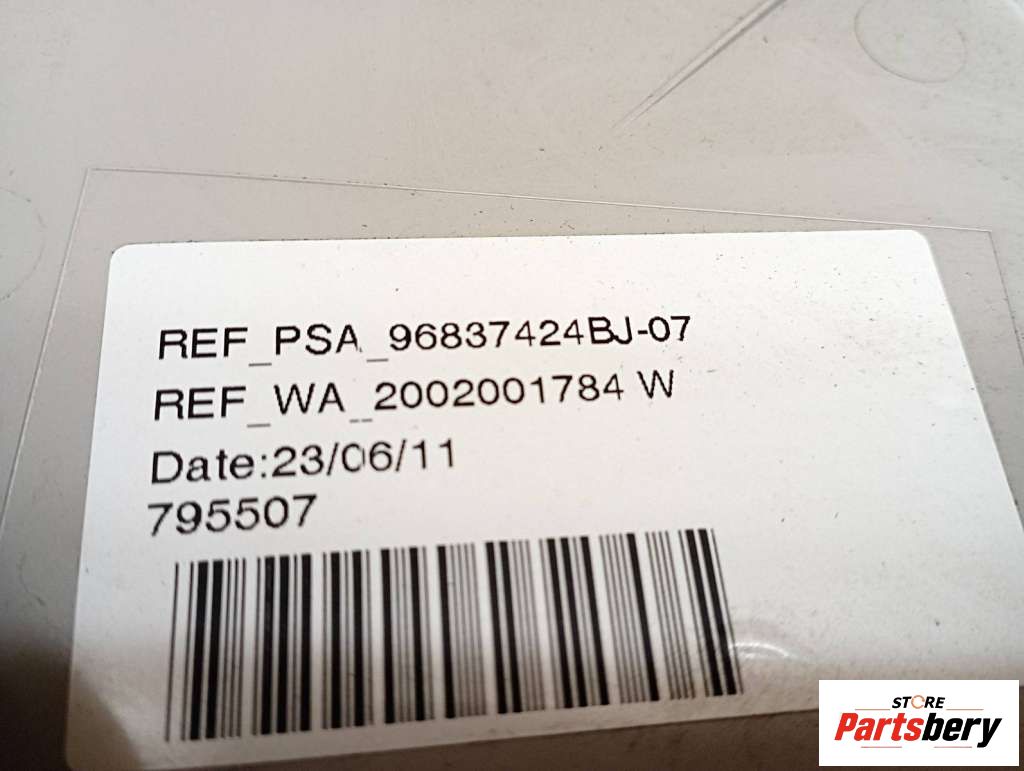 REF_PSA_96837424BJ-07
REF_WA_2002001784 W
Date:23/06/11
795507
STORE
Partsbery